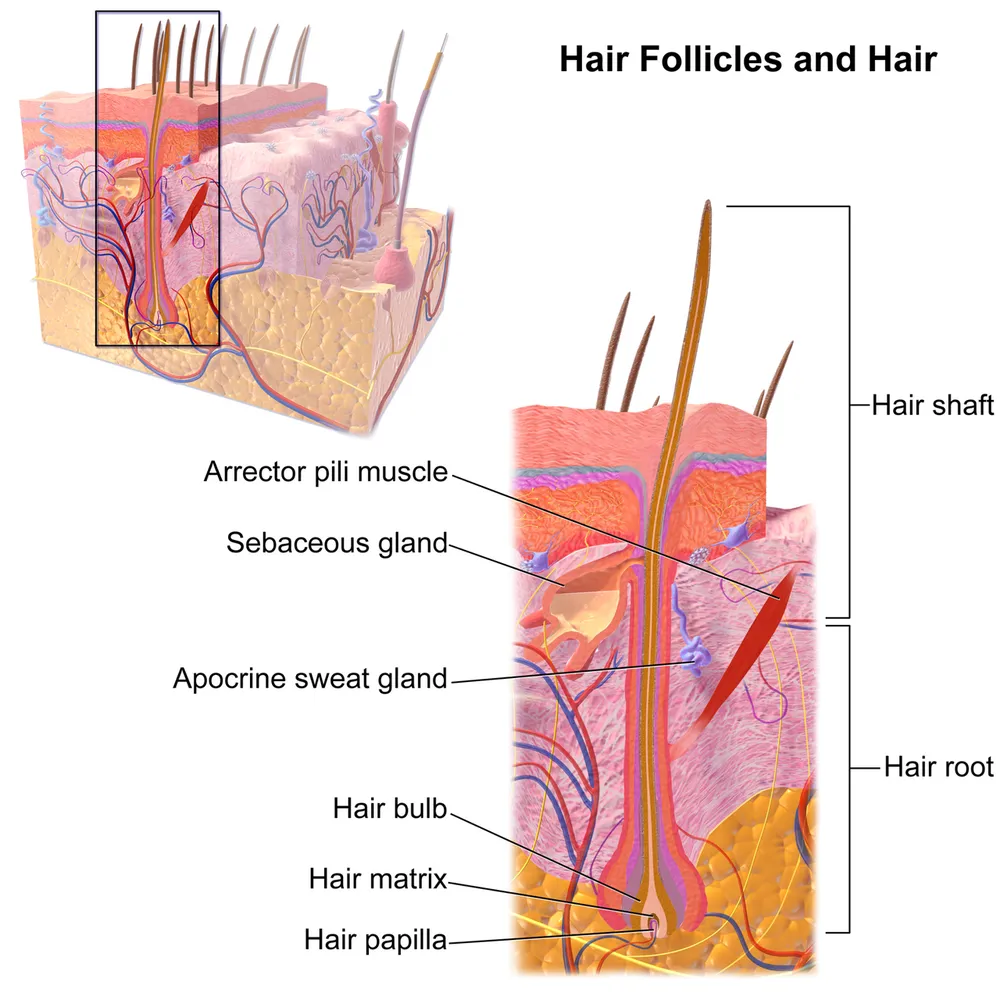 Hair Follicles and Hair
Hair shaft
Arrector pili muscle
Sebaceous gland
Apocrine sweat gland
Hair root
Hair bulb
Hair matrix
Hair papilla